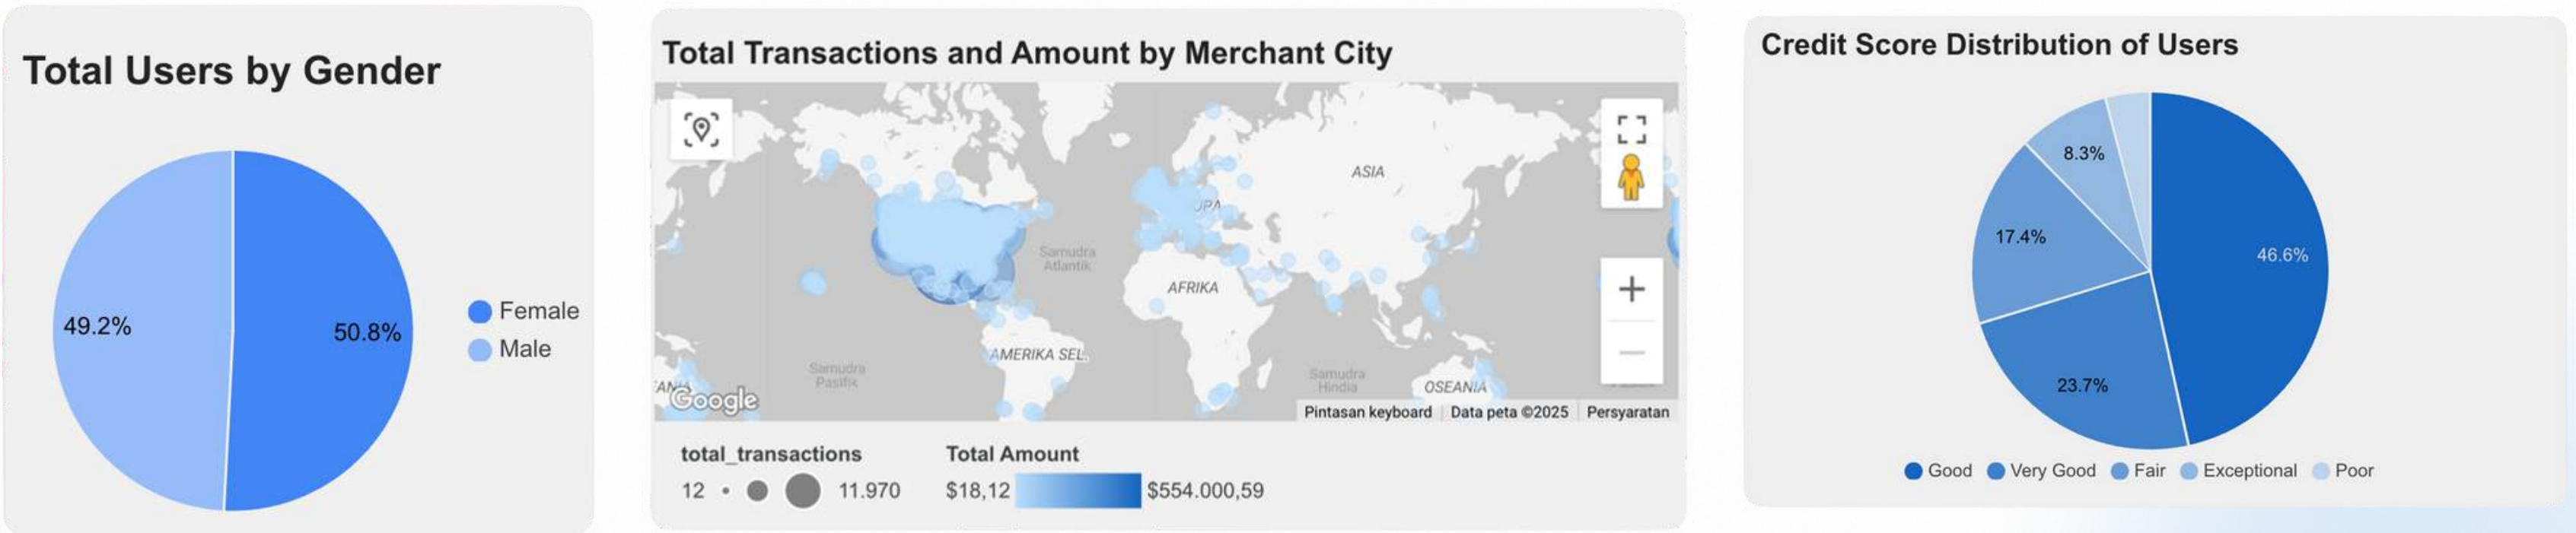 Total Users by Gender
49.2%
50.8%
Female
Male
Total Transactions and Amount by Merchant City
ASIA
UPA
Samudra
Atlantik
AFRIKA
AMERIKA SEL.
Samudra
Pasifik
Samudra
Hindia
OSEANIA
ANIA
Google
Pintasan keyboard
Data peta ©2025
Persyaratan
total_transactions
12
11.970
Total Amount
$18,12
$554.000,59
Credit Score Distribution of Users
8.3%
17.4%
46.6%
23.7%
Good
Very Good
Fair
Exceptional
Poor